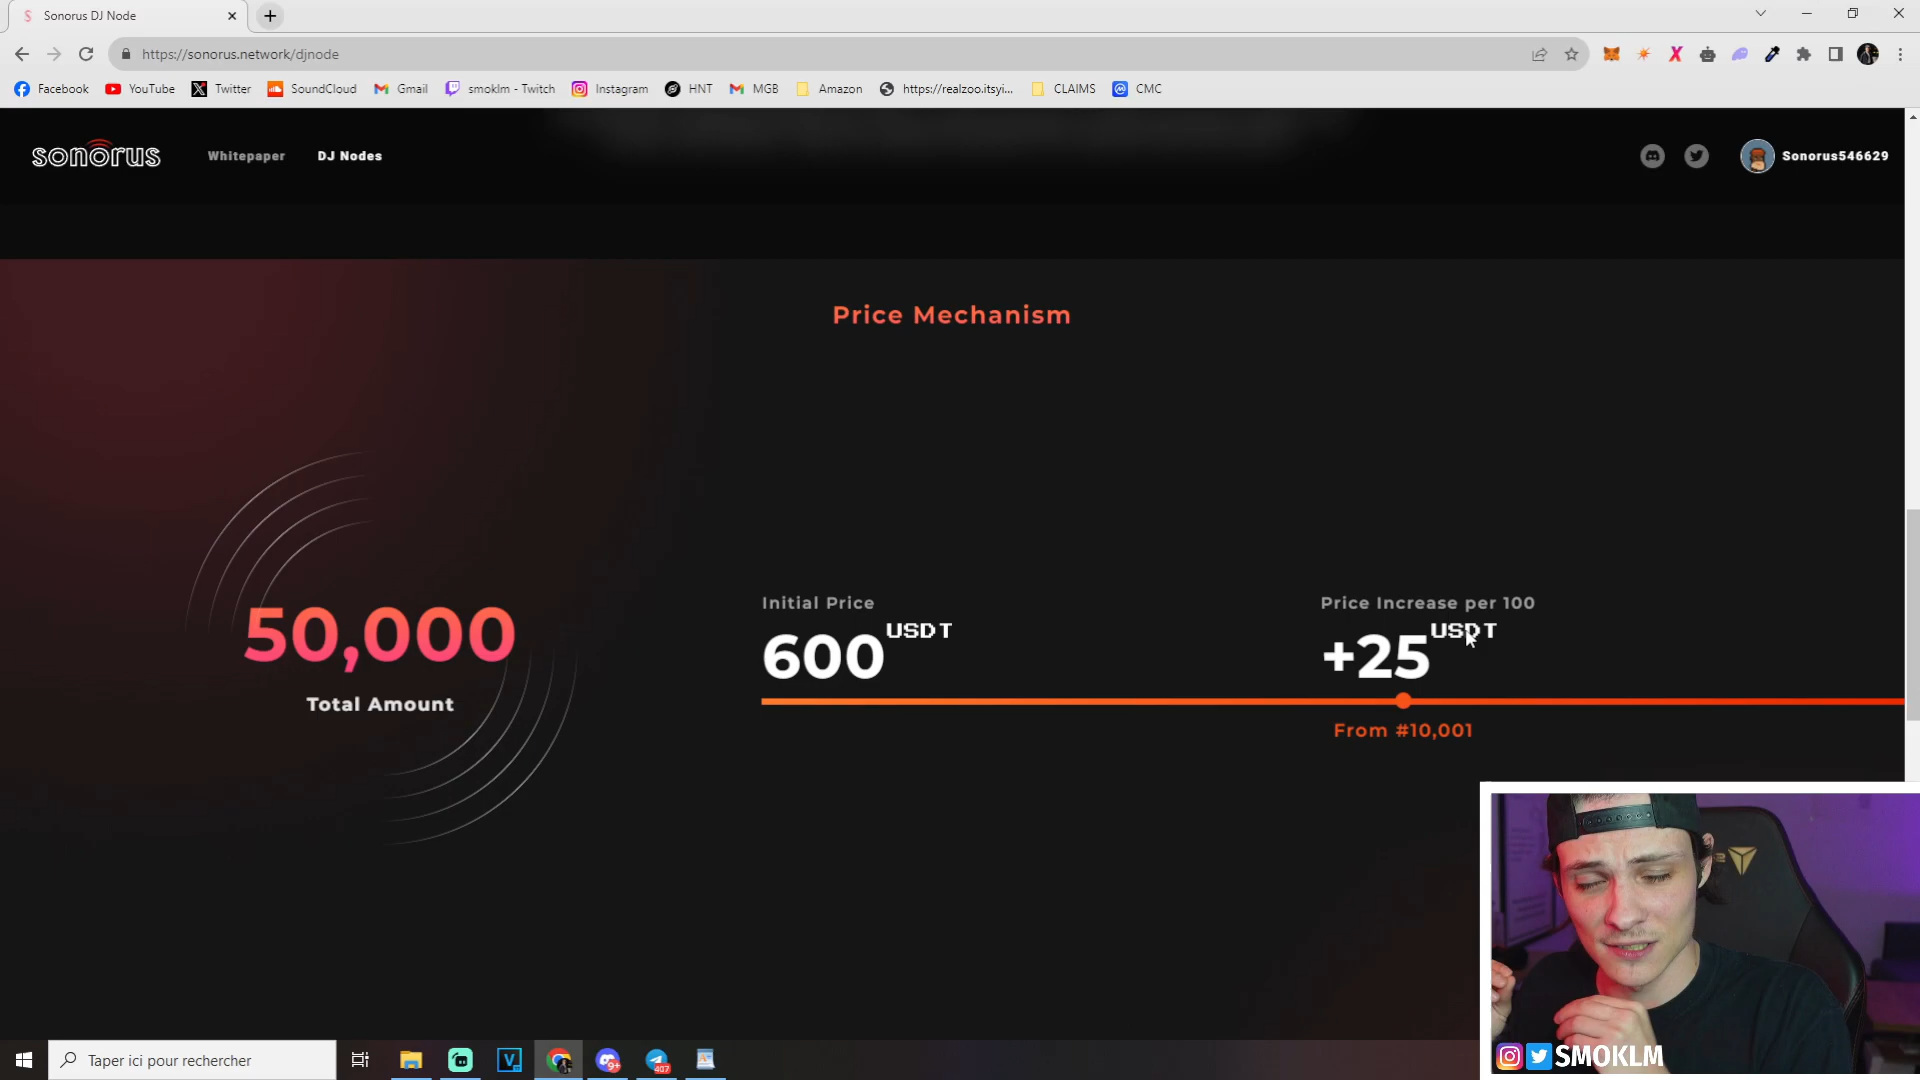 Sonorus DJ Node
https://sonorus.network/djnode
Facebook
YouTube
Twitter
SoundCloud
Gmail
smoklm - Twitch
Instagram
HNT
MGB
Amazon
https://realzoo.itsyi...
CLAIMS
CMC
sonorus
Whitepaper
DJ Nodes
Sonorus546629
Price Mechanism
50,000
Total Amount
Initial Price
600 USDT
Price Increase per 100
+25 USDT
From #10,001
Taper ici pour rechercher
9+
407
SMOKLM